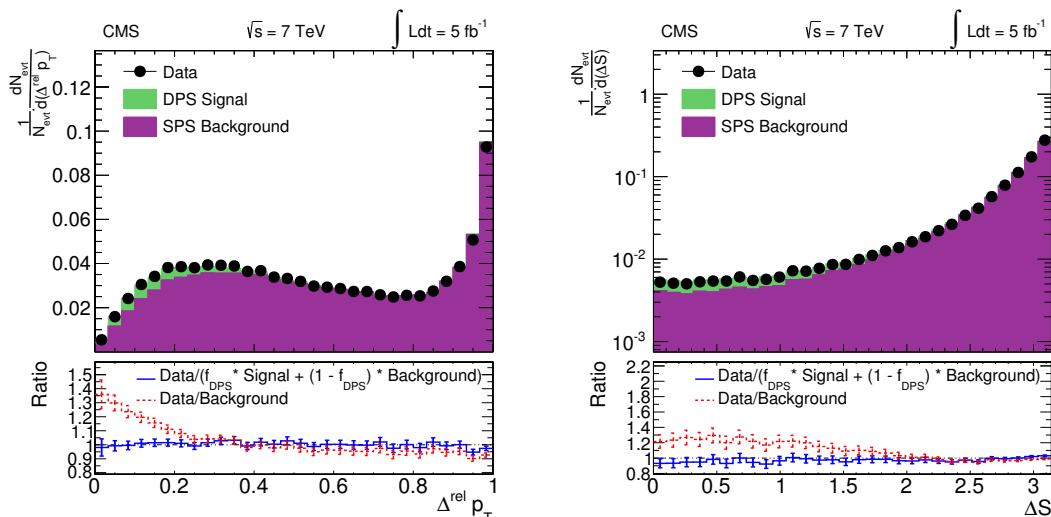 CMS √s = 7 TeV ∫ Ldt = 5 fb⁻¹
1/N_evt · dN_evt/d(Δ^rel p_T)
0.12
0.1
0.08
0.06
0.04
0.02
Data
DPS Signal
SPS Background
Ratio
1.5
1.4
1.3
1.2
1.1
1
0.9
0.8
Data/(f_DPS * Signal + (1 - f_DPS) * Background)
Data/Background
0 0.2 0.4 0.6 0.8 1
Δ^rel p_T
CMS √s = 7 TeV ∫ Ldt = 5 fb⁻¹
1/N_evt · dN_evt/d(ΔS)
1
10⁻¹
10⁻²
10⁻³
Data
DPS Signal
SPS Background
Ratio
2.2
2
1.8
1.6
1.4
1.2
1
0.8
Data/(f_DPS * Signal + (1 - f_DPS) * Background)
Data/Background
0 0.5 1 1.5 2 2.5 3
ΔS